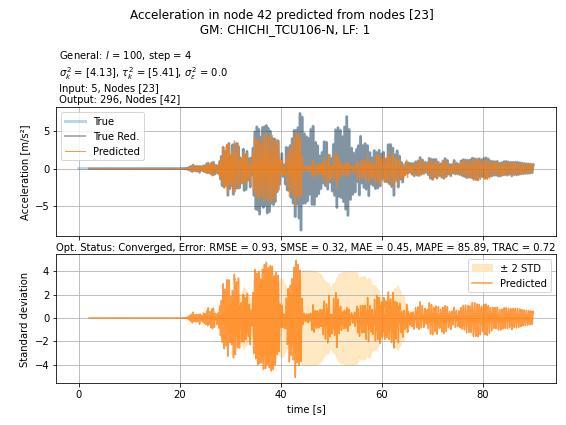 Acceleration in node 42 predicted from nodes [23]
GM: CHICHI_TCU106-N, LF: 1
General: l = 100, step = 4
σ²ₖ = [4.13], τ²ₖ = [5.41], σ²ₑ = 0.0
Input: 5, Nodes [23]
Output: 296, Nodes [42]
True
True Red.
Predicted
Acceleration [m/s²]
5
0
−5
Opt. Status: Converged, Error: RMSE = 0.93, SMSE = 0.32, MAE = 0.45, MAPE = 85.89, TRAC = 0.72
± 2 STD
Predicted
Standard deviation
4
2
0
−2
−4
0 20 40 60 80
time [s]